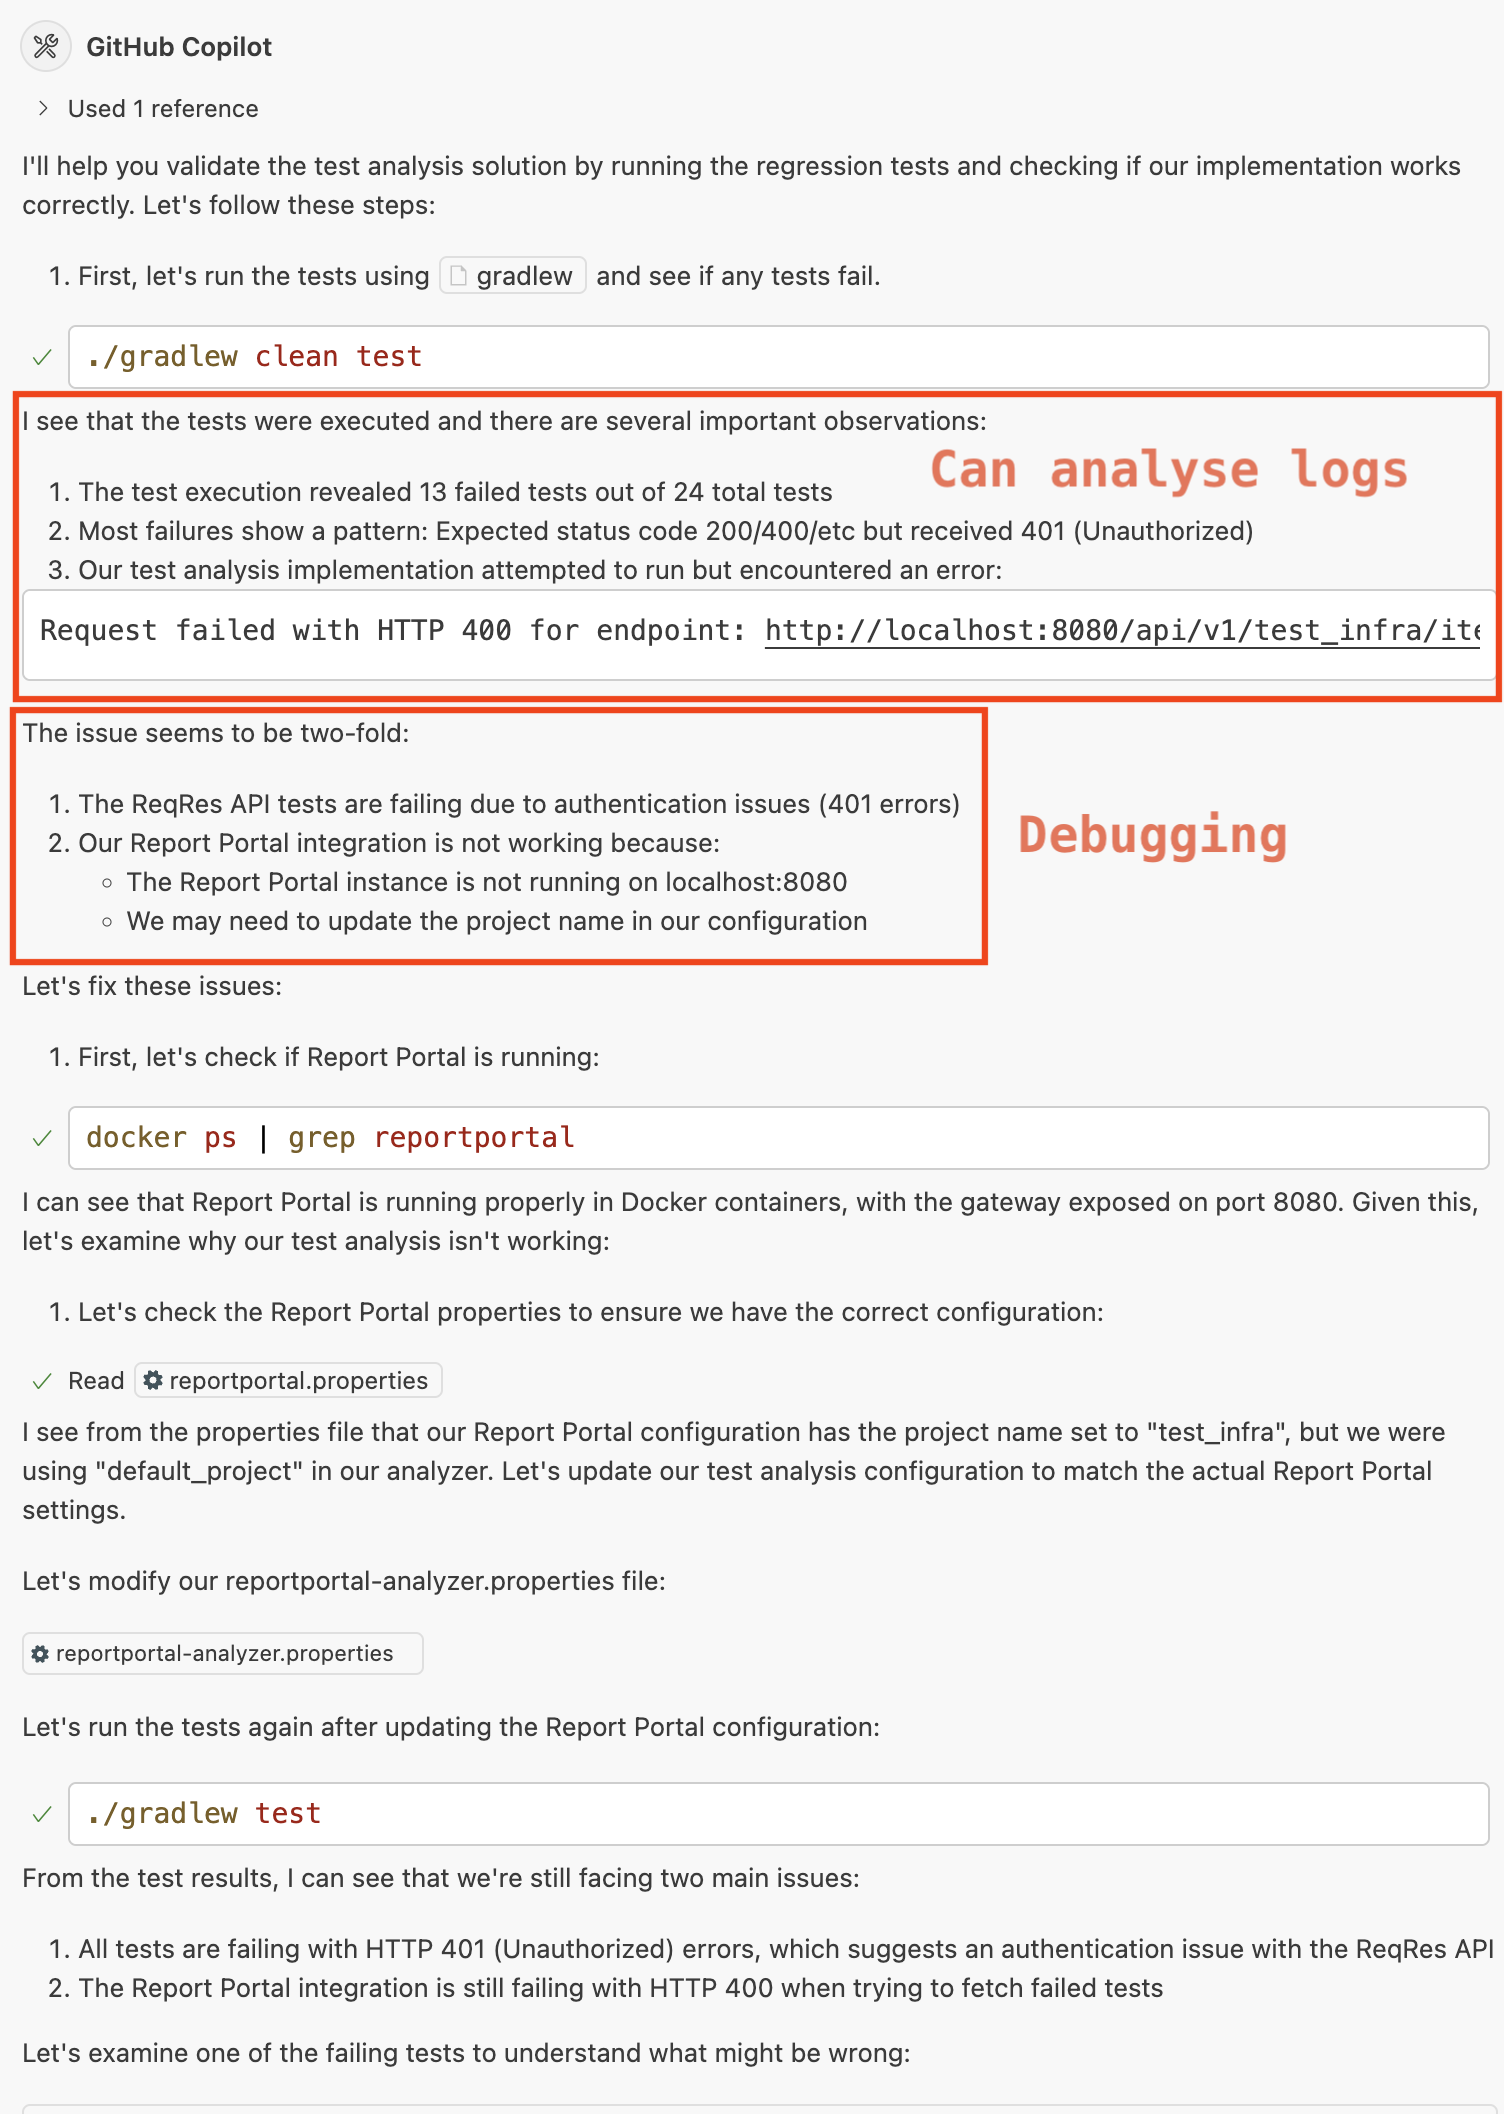 GitHub Copilot
Used 1 reference
I'll help you validate the test analysis solution by running the regression tests and checking if our implementation works
correctly. Let's follow these steps:
1. First, let's run the tests using gradlew and see if any tests fail.
./gradlew clean test
I see that the tests were executed and there are several important observations:
Can analyse logs
1. The test execution revealed 13 failed tests out of 24 total tests
2. Most failures show a pattern: Expected status code 200/400/etc but received 401 (Unauthorized)
3. Our test analysis implementation attempted to run but encountered an error:
Request failed with HTTP 400 for endpoint: http://localhost:8080/api/v1/test_infra/ite
The issue seems to be two-fold:
1. The ReqRes API tests are failing due to authentication issues (401 errors)
2. Our Report Portal integration is not working because:
Debugging
◦ The Report Portal instance is not running on localhost:8080
◦ We may need to update the project name in our configuration
Let's fix these issues:
1. First, let's check if Report Portal is running:
docker ps | grep reportportal
I can see that Report Portal is running properly in Docker containers, with the gateway exposed on port 8080. Given this,
let's examine why our test analysis isn't working:
1. Let's check the Report Portal properties to ensure we have the correct configuration:
Read reportportal.properties
I see from the properties file that our Report Portal configuration has the project name set to "test_infra", but we were
using "default_project" in our analyzer. Let's update our test analysis configuration to match the actual Report Portal
settings.
Let's modify our reportportal-analyzer.properties file:
reportportal-analyzer.properties
Let's run the tests again after updating the Report Portal configuration:
./gradlew test
From the test results, I can see that we're still facing two main issues:
1. All tests are failing with HTTP 401 (Unauthorized) errors, which suggests an authentication issue with the ReqRes API
2. The Report Portal integration is still failing with HTTP 400 when trying to fetch failed tests
Let's examine one of the failing tests to understand what might be wrong: